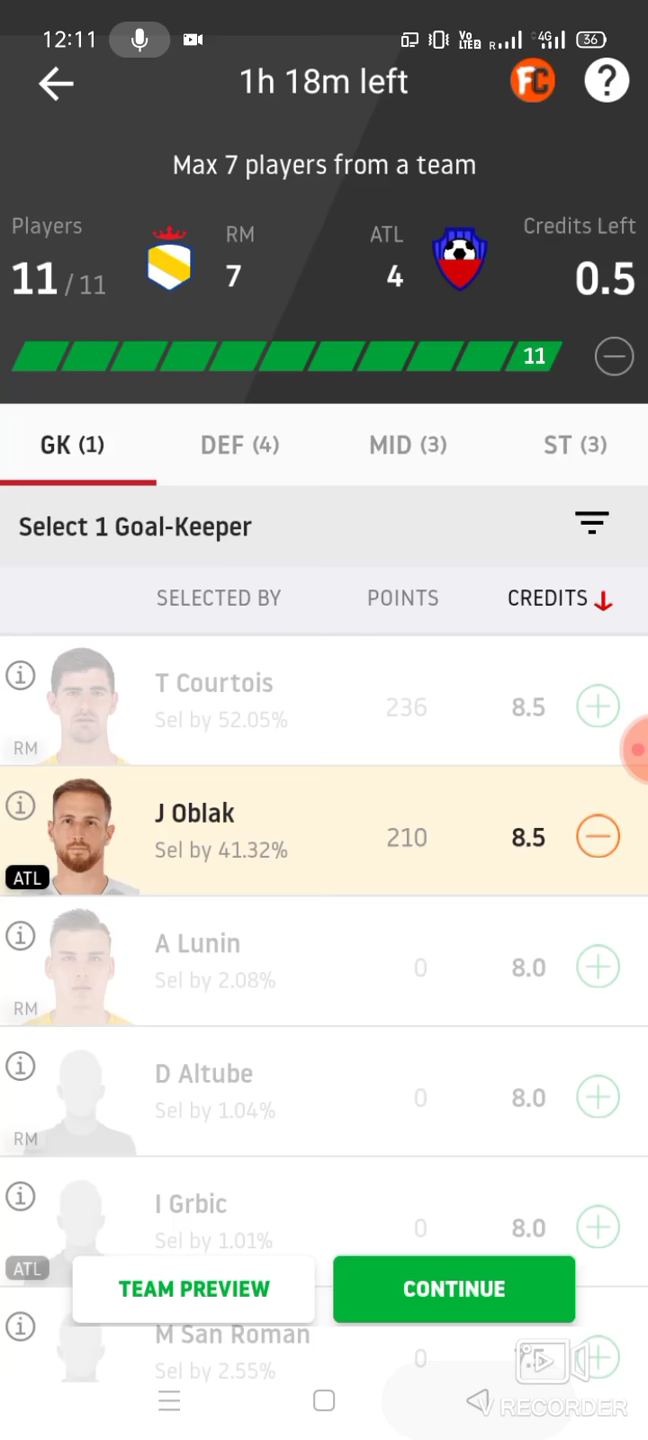 12:11 Vo LTED R 4G 36
1h 18m left FC ?
Max 7 players from a team
Players RM ATL Credits Left
11 / 11 7 4 0.5
11
GK (1) DEF (4) MID (3) ST (3)
Select 1 Goal-Keeper
SELECTED BY POINTS CREDITS
T Courtois
Sel by 52.05% 236 8.5
RM
J Oblak
Sel by 41.32% 210 8.5
ATL
A Lunin
Sel by 2.08% 0 8.0
RM
D Altube
Sel by 1.04% 0 8.0
RM
I Grbic
Sel by 1.01% 0 8.0
ATL
TEAM PREVIEW CONTINUE
M San Roman
Sel by 2.55% 0
V RECORDER